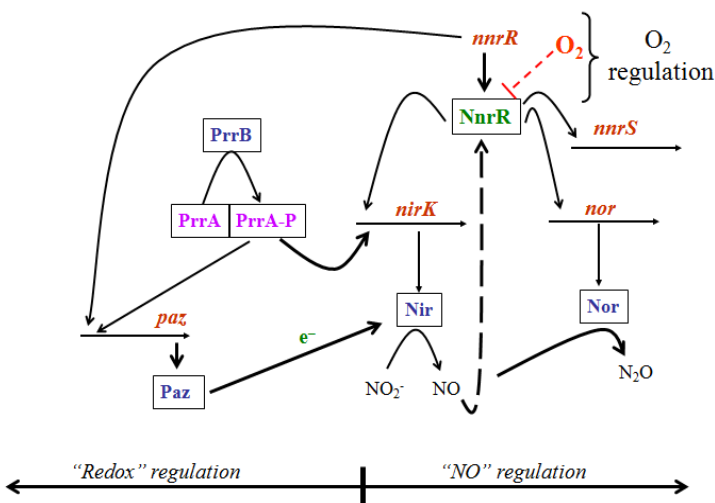 nnrR
O₂
O₂
regulation
NnrR
nnrS
PrrB
PrrA
PrrA-P
nirK
nor
paz
Nir
Nor
e⁻
Paz
NO₂⁻
NO
N₂O
“Redox” regulation
“NO” regulation